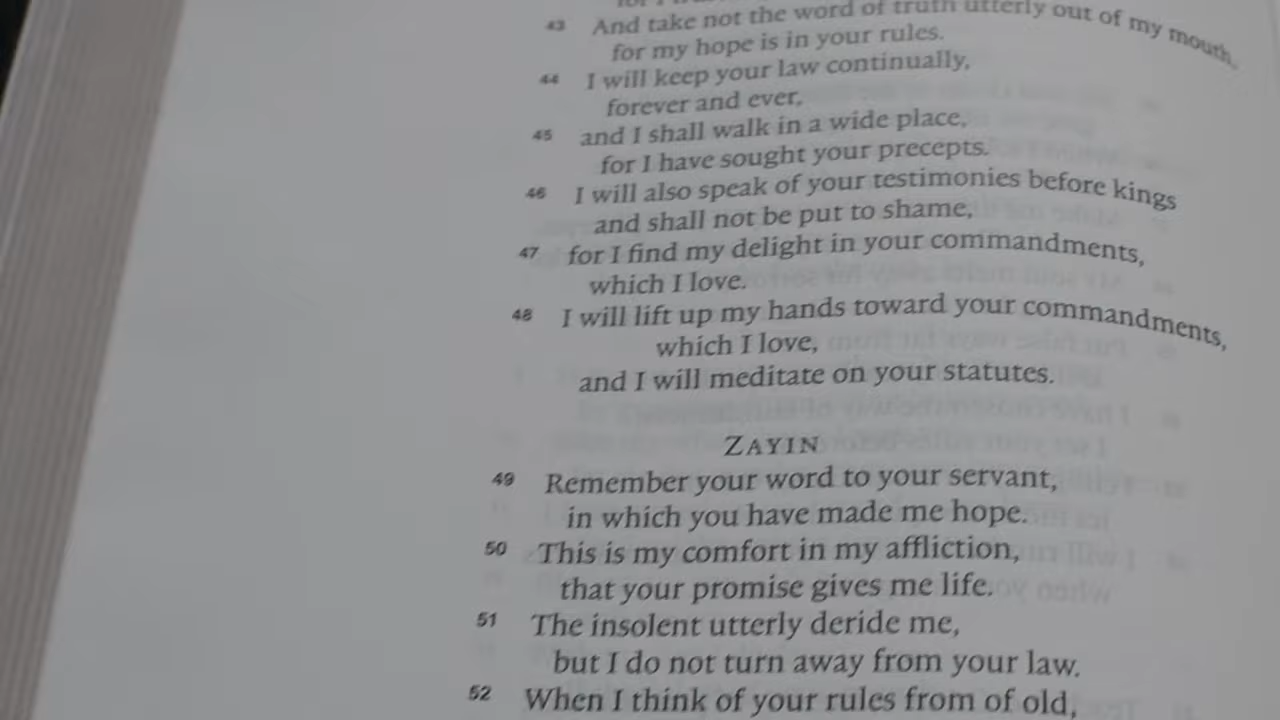 43 And take not the word of truth utterly out of my mouth,
for my hope is in your rules.
44 I will keep your law continually,
forever and ever,
45 and I shall walk in a wide place,
for I have sought your precepts.
46 I will also speak of your testimonies before kings
and shall not be put to shame,
47 for I find my delight in your commandments,
which I love.
48 I will lift up my hands toward your commandments,
which I love,
and I will meditate on your statutes.
ZAYIN
49 Remember your word to your servant,
in which you have made me hope.
50 This is my comfort in my affliction,
that your promise gives me life.
51 The insolent utterly deride me,
but I do not turn away from your law.
52 When I think of your rules from of old,